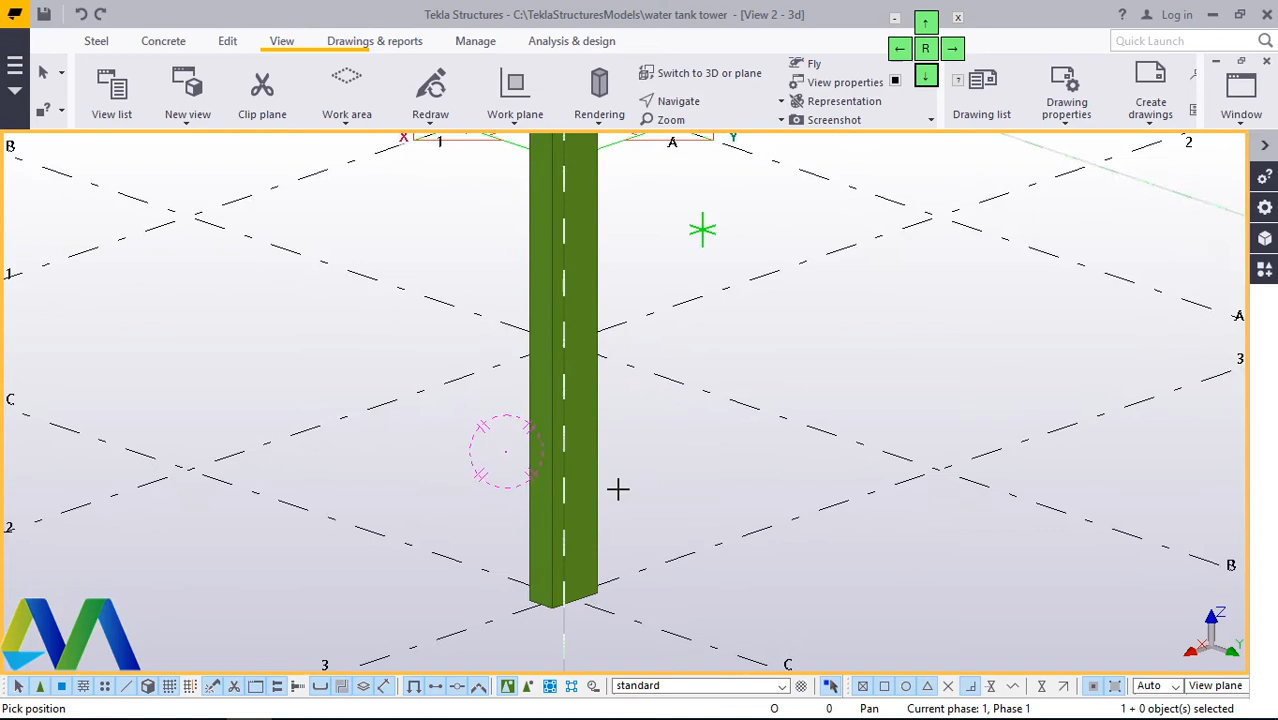 Tekla Structures - C:\TeklaStructuresModels\water tank tower - [View 2 - 3d]
Log in
Steel Concrete Edit View Drawings & reports Manage Analysis & design
Quick Launch
R
View list
New view
Clip plane
Work area
Redraw
Work plane
Rendering
Switch to 3D or plane
Navigate
Zoom
Fly
View properties
Representation
Screenshot
Drawing list
Drawing properties
Create drawings
Window
X 1 A Y 2
B
1
A
3
C
2
B
3 C
Z
X Y
standard
Auto
View plane
Pick position
O 0 Pan Current phase: 1, Phase 1 1 + 0 object(s) selected